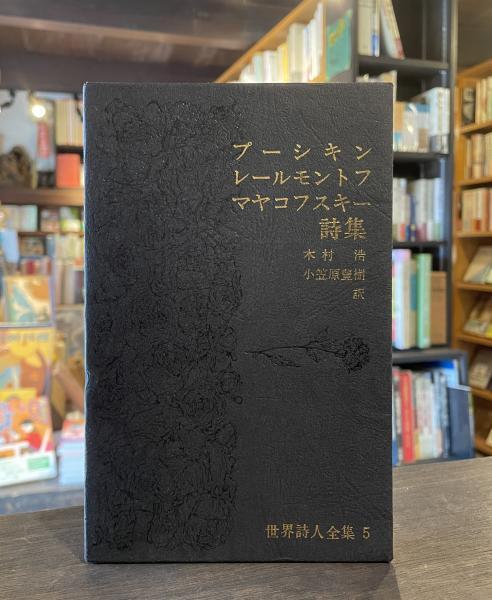 プーシキン
レールモントフ
マヤコフスキー
詩集
木村 浩
小笠原豊樹
訳
世界詩人全集 5